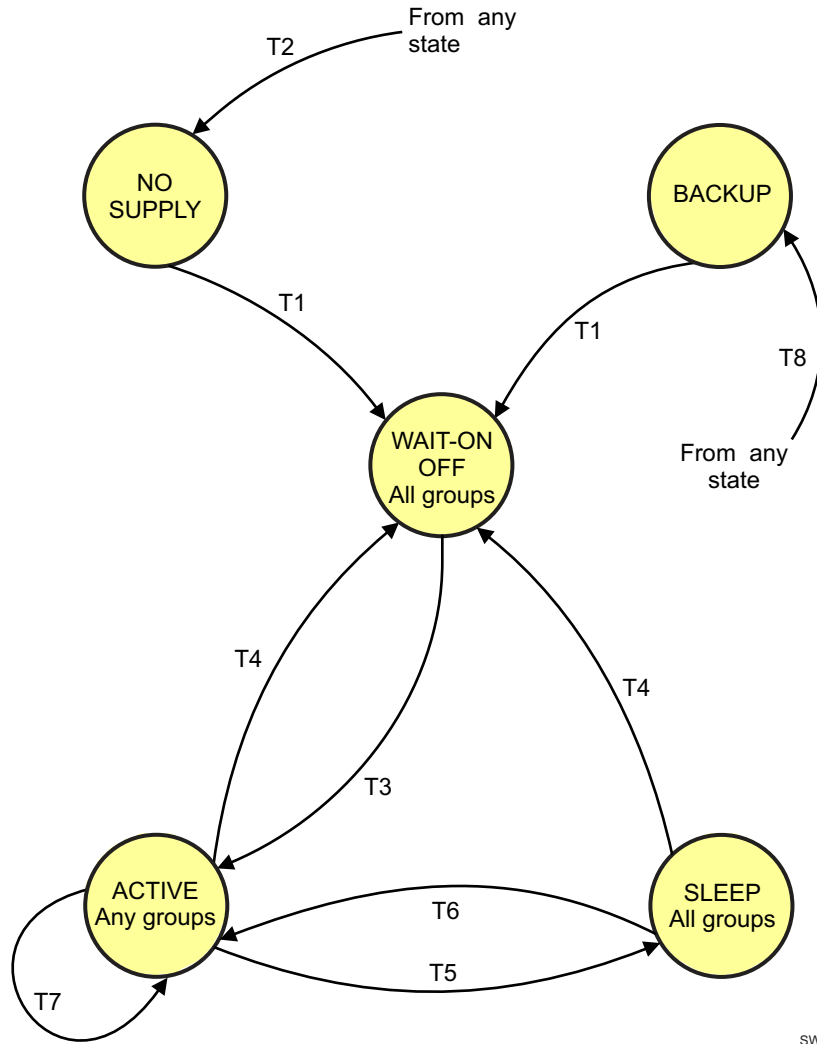 From any
state
T2
NO
SUPPLY
BACKUP
T1
T1
T8
WAIT-ON
OFF
All groups
From any
state
T4
T4
T3
ACTIVE
Any groups
SLEEP
All groups
T6
T5
T7
sw